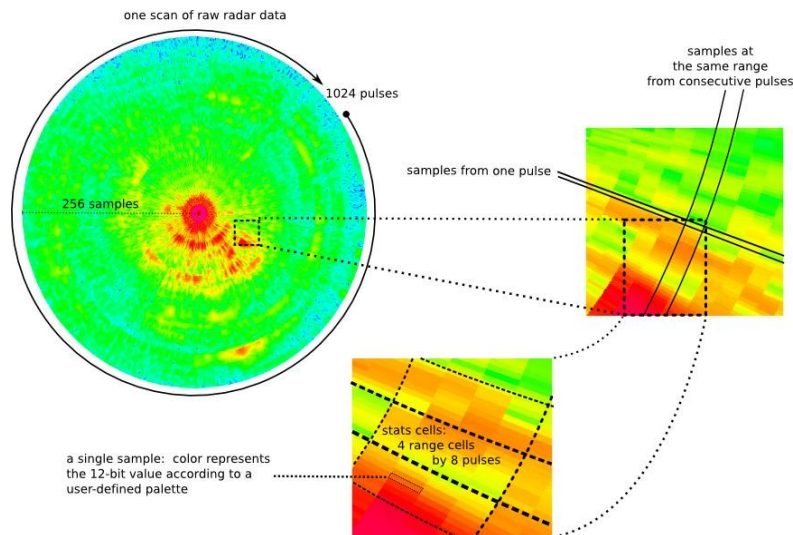 one scan of raw radar data
1024 pulses
256 samples
samples at
the same range
from consecutive pulses
samples from one pulse
stats cells:
4 range cells
by 8 pulses
a single sample:  color represents
the 12-bit value according to a
user-defined palette